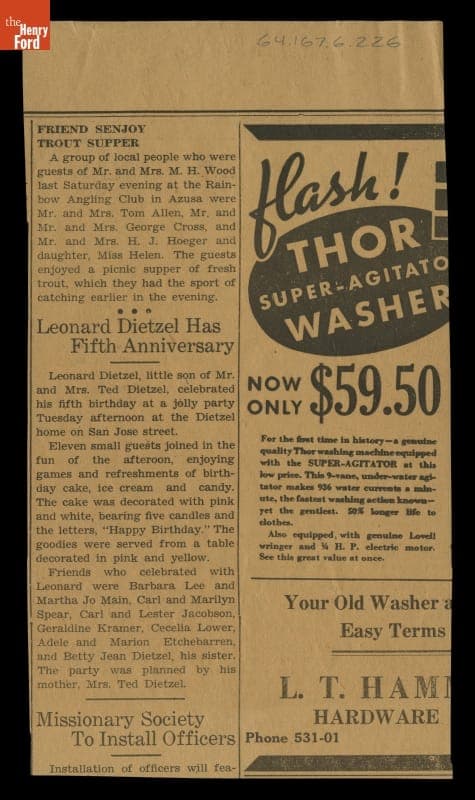 the
Henry
Ford
64.167.6.226
FRIEND SENJOY
TROUT SUPPER
A group of local people who were
guests of Mr. and Mrs. M. H. Wood
last Saturday evening at the Rain-
bow Angling Club in Azusa were
Mr. and Mrs. Tom Allen, Mr. and
Mr. and Mrs. George Cross, and
Mr. and Mrs. H. J. Hoeger and
daughter, Miss Helen. The guests
enjoyed a picnic supper of fresh
trout, which they had the sport of
catching earlier in the evening.
Leonard Dietzel Has
Fifth Anniversary
Leonard Dietzel, little son of Mr.
and Mrs. Ted Dietzel, celebrated
his fifth birthday at a jolly party
Tuesday afternoon at the Dietzel
home on San Jose street.
Eleven small guests joined in the
fun of the afteroon, enjoying
games and refreshments of birth-
day cake, ice cream and candy.
The cake was decorated with pink
and white, bearing five candles and
the letters, "Happy Birthday." The
goodies were served from a table
decorated in pink and yellow.
Friends who celebrated with
Leonard were Barbara Lee and
Martha Jo Main, Carl and Marilyn
Spear, Carl and Lester Jacobson,
Geraldine Kramer, Cecelia Lower,
Adele and Marion Etchebarren,
and Betty Jean Dietzel, his sister.
The party was planned by his
mother, Mrs. Ted Dietzel.
Missionary Society
To Install Officers
Installation of officers will fea-
flash!
THOR
SUPER-AGITATO
WASHER
NOW
ONLY $59.50
For the first time in history—a genuine
quality Thor washing machine equipped
with the SUPER-AGITATOR at this
low price. This 9-vane, under-water agi-
tator makes 936 water currents a min-
ute, the fastest washing action known—
yet the gentlest. 50% longer life to
clothes.
Also equipped, with genuine Lovell
wringer and ¼ H. P. electric motor.
See this great value at once.
Your Old Washer a
Easy Terms
L. T. HAM
HARDWARE
Phone 531-01